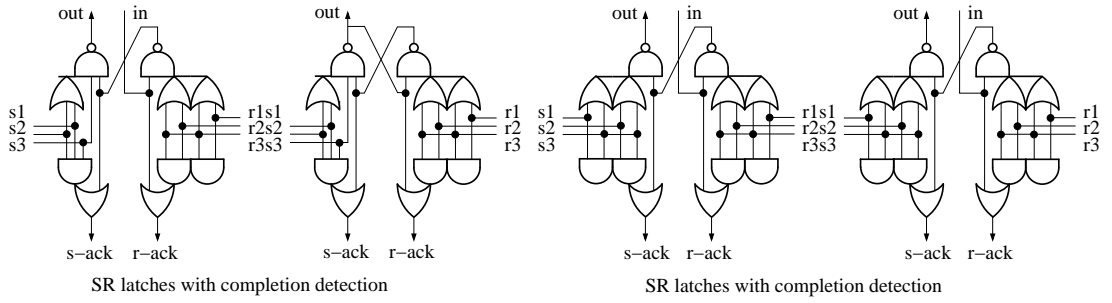 out in out out in out in
s1 r1s1 r1 s1 r1s1 r1
s2 r2s2 r2 s2 r2s2 r2
s3 r3s3 r3 s3 r3s3 r3
s-ack r-ack s-ack r-ack s-ack r-ack s-ack r-ack
SR latches with completion detection SR latches with completion detection